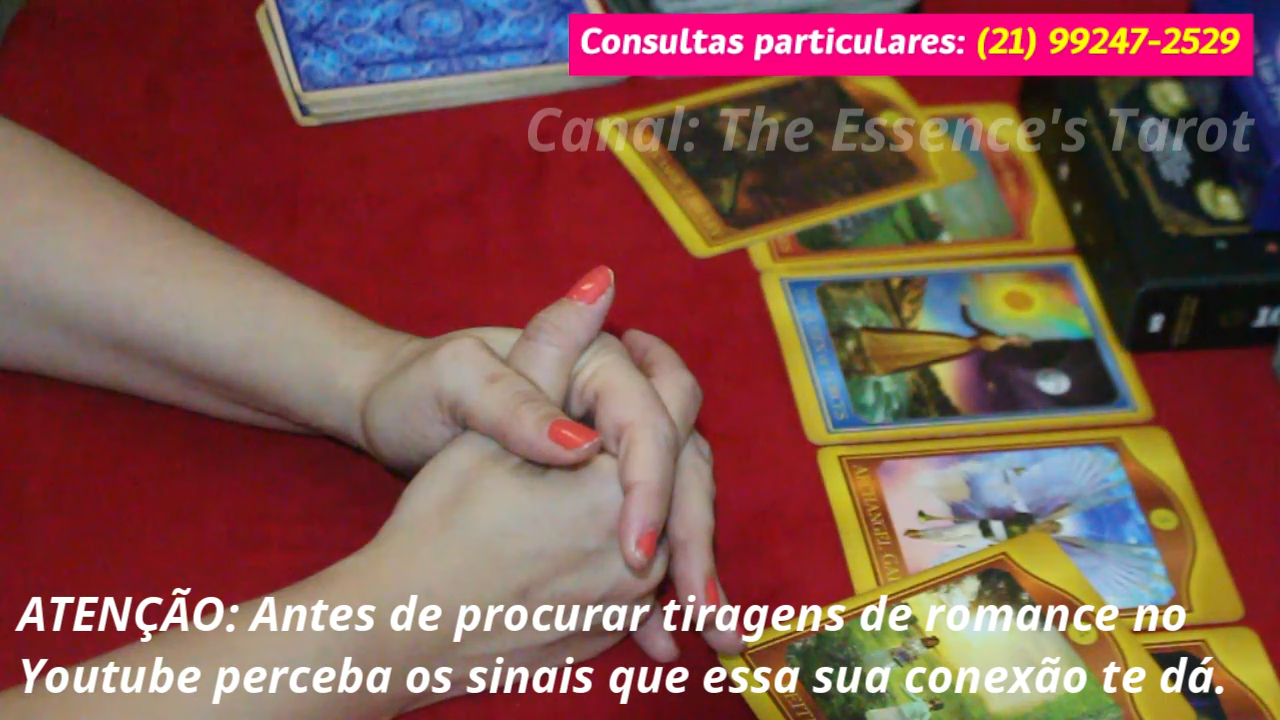 Consultas particulares: (21) 99247-2529
Canal: The Essence's Tarot
ARCHANGEL
ATENÇÃO: Antes de procurar tiragens de romance no
Youtube perceba os sinais que essa sua conexão te dá.